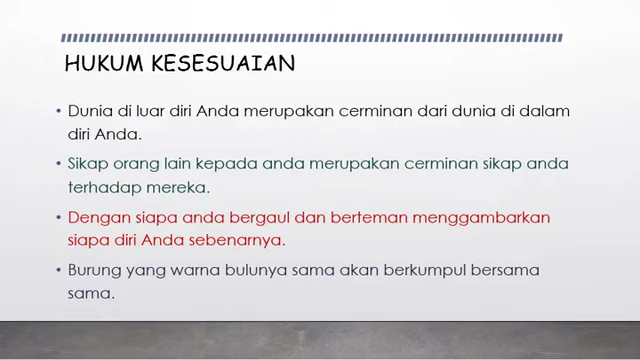 HUKUM KESESUAIAN
• Dunia di luar diri Anda merupakan cerminan dari dunia di dalam
diri Anda.
• Sikap orang lain kepada anda merupakan cerminan sikap anda
terhadap mereka.
• Dengan siapa anda bergaul dan berteman menggambarkan
siapa diri Anda sebenarnya.
• Burung yang warna bulunya sama akan berkumpul bersama
sama.